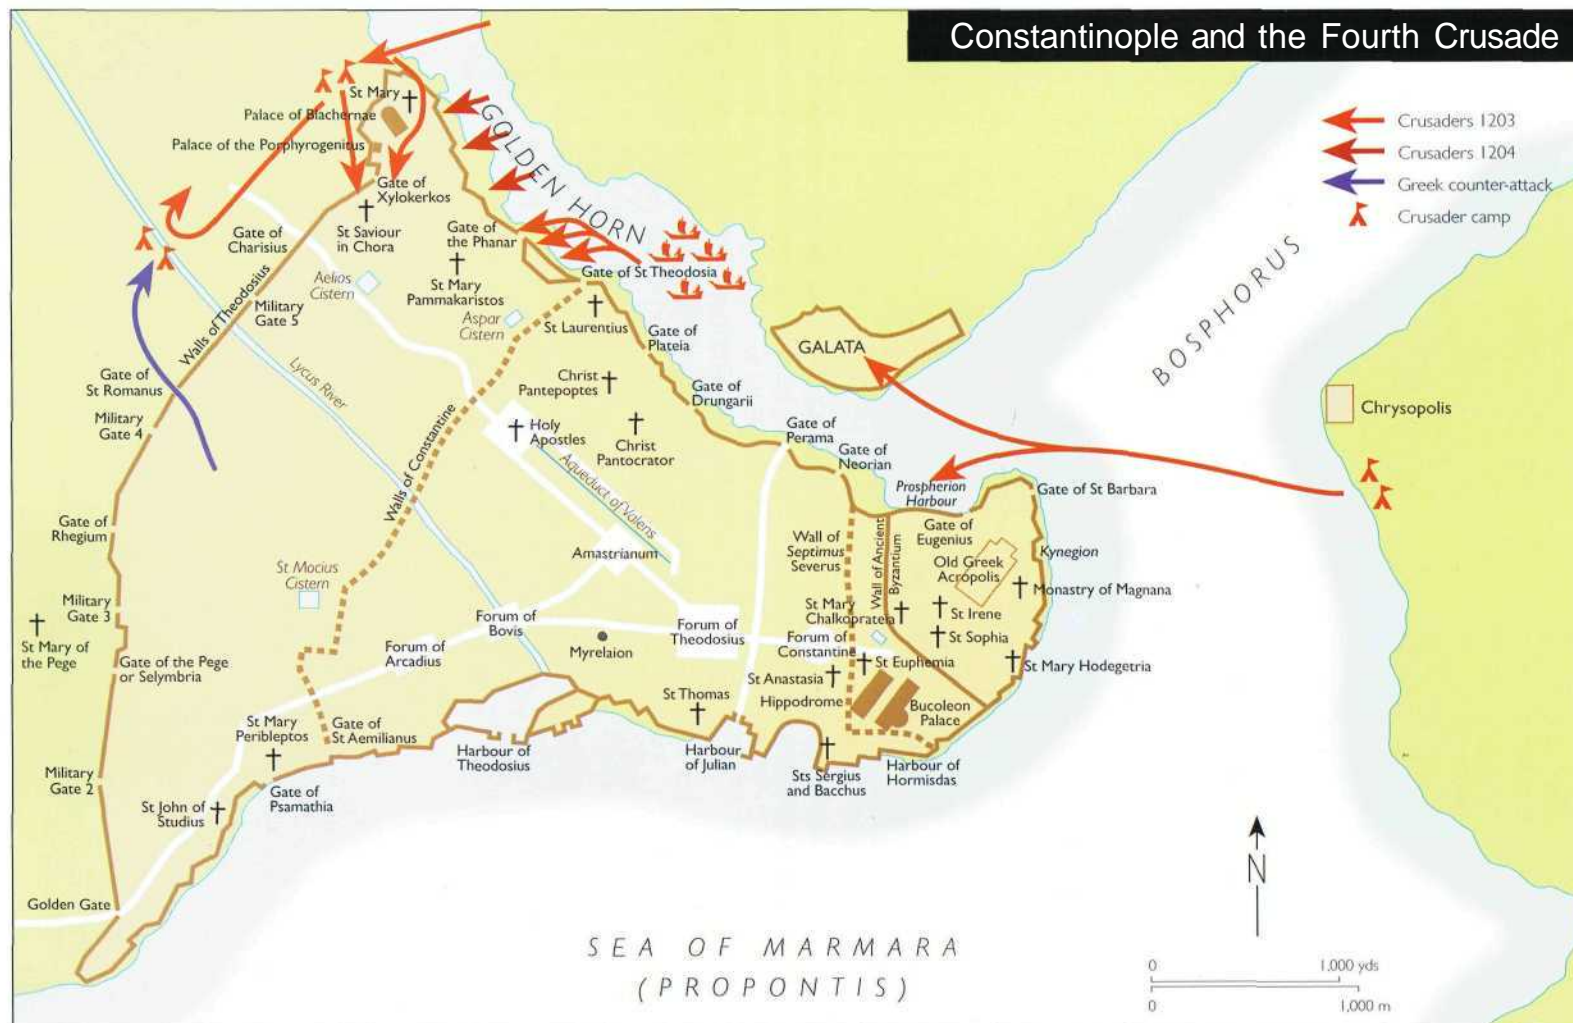 Constantinople and the Fourth Crusade
Crusaders 1203
Crusaders 1204
Greek counter-attack
Crusader camp
St Mary
Palace of Blachernae
Palace of the Porphyrogenitus
GOLDEN HORN
Gate of
Xylokerkos
Gate of
Charisius
St Saviour
in Chora
Gate of
the Phanar
Gate of St Theodosia
BOSPHORUS
Aelios
Cistern
St Mary
Pammakaristos
Walls of Theodosius
Military
Gate 5
Aspar
Cistern
St Laurentius
Gate of
Plateia
GALATA
Gate of
St Romanus
Lycus River
Christ
Pantepoptes
Gate of
Drungarii
Chrysopolis
Military
Gate 4
Walls of Constantine
Holy
Apostles
Christ
Pantocrator
Gate of
Perama
Gate of
Neorian
Aqueduct of Valens
Prospherion
Harbour
Gate of St Barbara
Gate of
Rhegium
Wall of
Septimus
Severus
Wall of Ancient
Byzantium
Gate of
Eugenius
Amastrianum
Kynegion
Old Greek
Acropolis
St Mocius
Cistern
Monastry of Magnana
Military
Gate 3
Forum of
Bovis
Forum of
Theodosius
St Mary
Chalkoprateia
St Irene
St Sophia
St Mary of
the Pege
Forum of
Arcadius
Myrelaion
Forum of
Constantine
Gate of the Pege
or Selymbria
St Euphemia
St Mary Hodegetria
St Anastasia
St Thomas
Hippodrome
Bucoleon
Palace
St Mary
Peribleptos
Gate of
St Aemilianus
Harbour of
Theodosius
Harbour
of Julian
Sts Sergius
and Bacchus
Harbour of
Hormisdas
Military
Gate 2
Gate of
Psamathia
St John of
Studius
Golden Gate
N
SEA OF MARMARA
(PROPONTIS)
0 1,000 yds
0 1,000 m